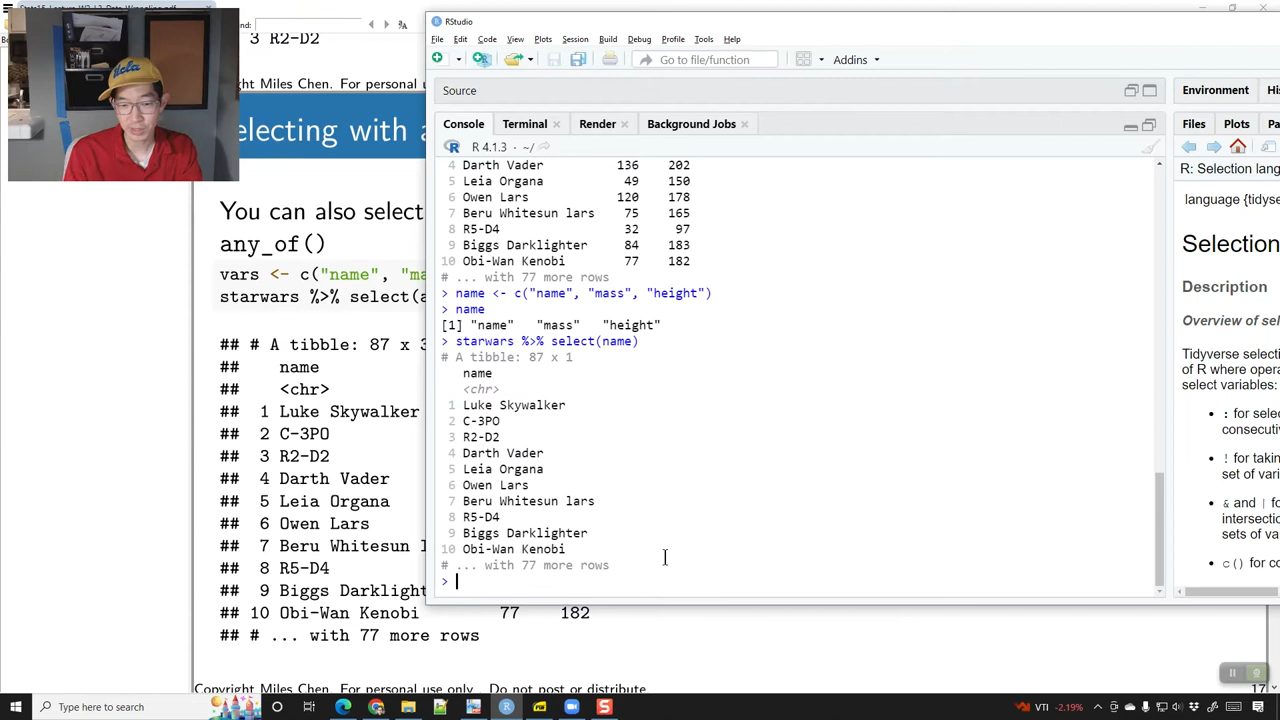 Find:
3 R2-D2
ght Miles Chen. For personal u
electing with a
You can also select
any_of()
vars <- c("name", "ma
starwars %>% select(a
## # A tibble: 87 x 3
## name
## <chr>
## 1 Luke Skywalker
## 2 C-3PO
## 3 R2-D2
## 4 Darth Vader
## 5 Leia Organa
## 6 Owen Lars
## 7 Beru Whitesun l
## 8 R5-D4
## 9 Biggs Darklight
## 10 Obi-Wan Kenobi 77 182
## # ... with 77 more rows
Copyright Miles Chen. For personal use only. Do not post or distribute.
17
RStudio
File Edit Code View Plots Session Build Debug Profile Tools Help
Go to file/function Addins
Source
Console Terminal Render Background Jobs
R 4.1.3 · ~/
4 Darth Vader 136 202
5 Leia Organa 49 150
6 Owen Lars 120 178
7 Beru Whitesun lars 75 165
8 R5-D4 32 97
9 Biggs Darklighter 84 183
10 Obi-Wan Kenobi 77 182
# ... with 77 more rows
> name <- c("name", "mass", "height")
> name
[1] "name" "mass" "height"
> starwars %>% select(name)
# A tibble: 87 x 1
name
<chr>
1 Luke Skywalker
2 C-3PO
3 R2-D2
4 Darth Vader
5 Leia Organa
6 Owen Lars
7 Beru Whitesun lars
8 R5-D4
9 Biggs Darklighter
10 Obi-Wan Kenobi
# ... with 77 more rows
>
Environment His
Files Plots Pa
R: Selection lang
language {tidyse
Selection
Description
Overview of sel
Tidyverse selectio
of R where operat
select variables:
• : for selec
consecutiv
• ! for takin
set of vari
• & and | fo
intersectio
sets of va
• c() for co
Type here to search
VTI -2.19%